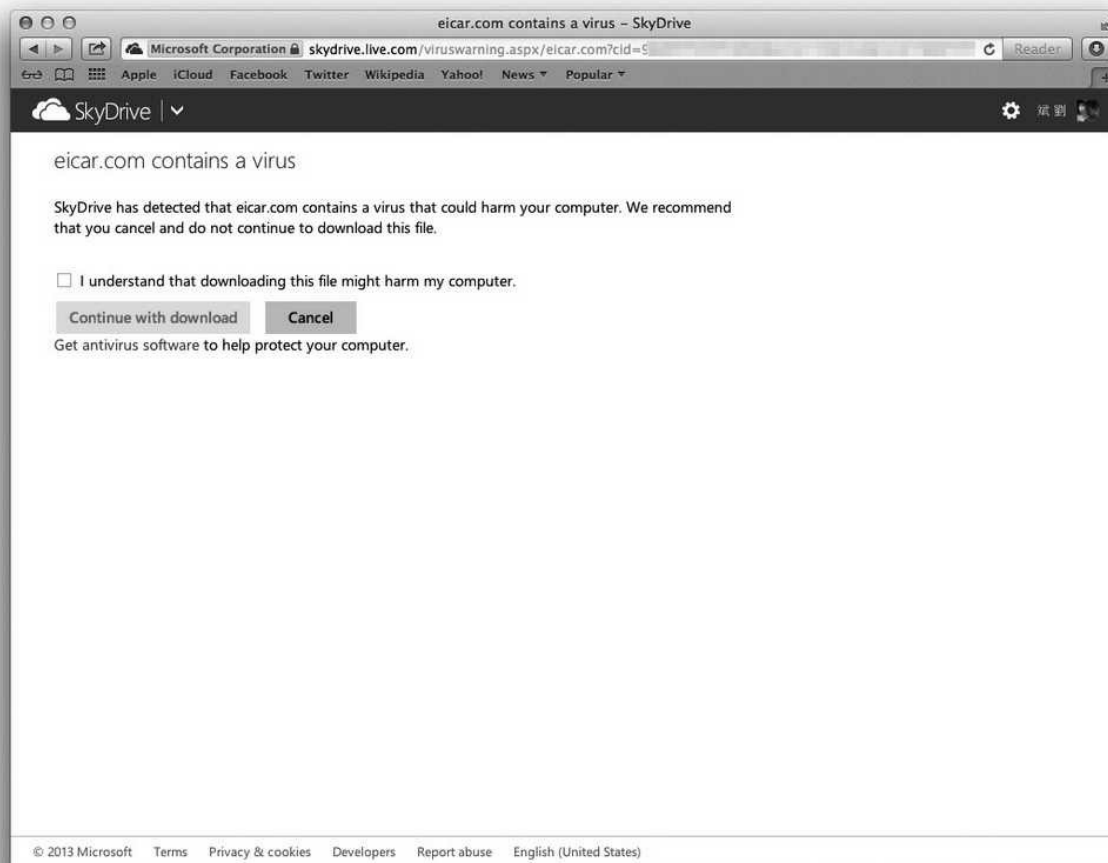 eicar.com contains a virus – SkyDrive
Microsoft Corporation skydrive.live.com/viruswarning.aspx/eicar.com?cid=9
Reader
Apple iCloud Facebook Twitter Wikipedia Yahoo! News Popular
SkyDrive
斌 劉
eicar.com contains a virus
SkyDrive has detected that eicar.com contains a virus that could harm your computer. We recommend
that you cancel and do not continue to download this file.
I understand that downloading this file might harm my computer.
Continue with download Cancel
Get antivirus software to help protect your computer.
© 2013 Microsoft Terms Privacy & cookies Developers Report abuse English (United States)